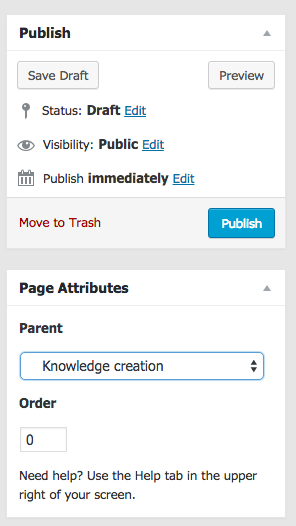 Publish
Save Draft
Preview
Status: Draft Edit
Visibility: Public Edit
Publish immediately Edit
Move to Trash
Publish
Page Attributes
Parent
Knowledge creation
Order
0
Need help? Use the Help tab in the upper
right of your screen.